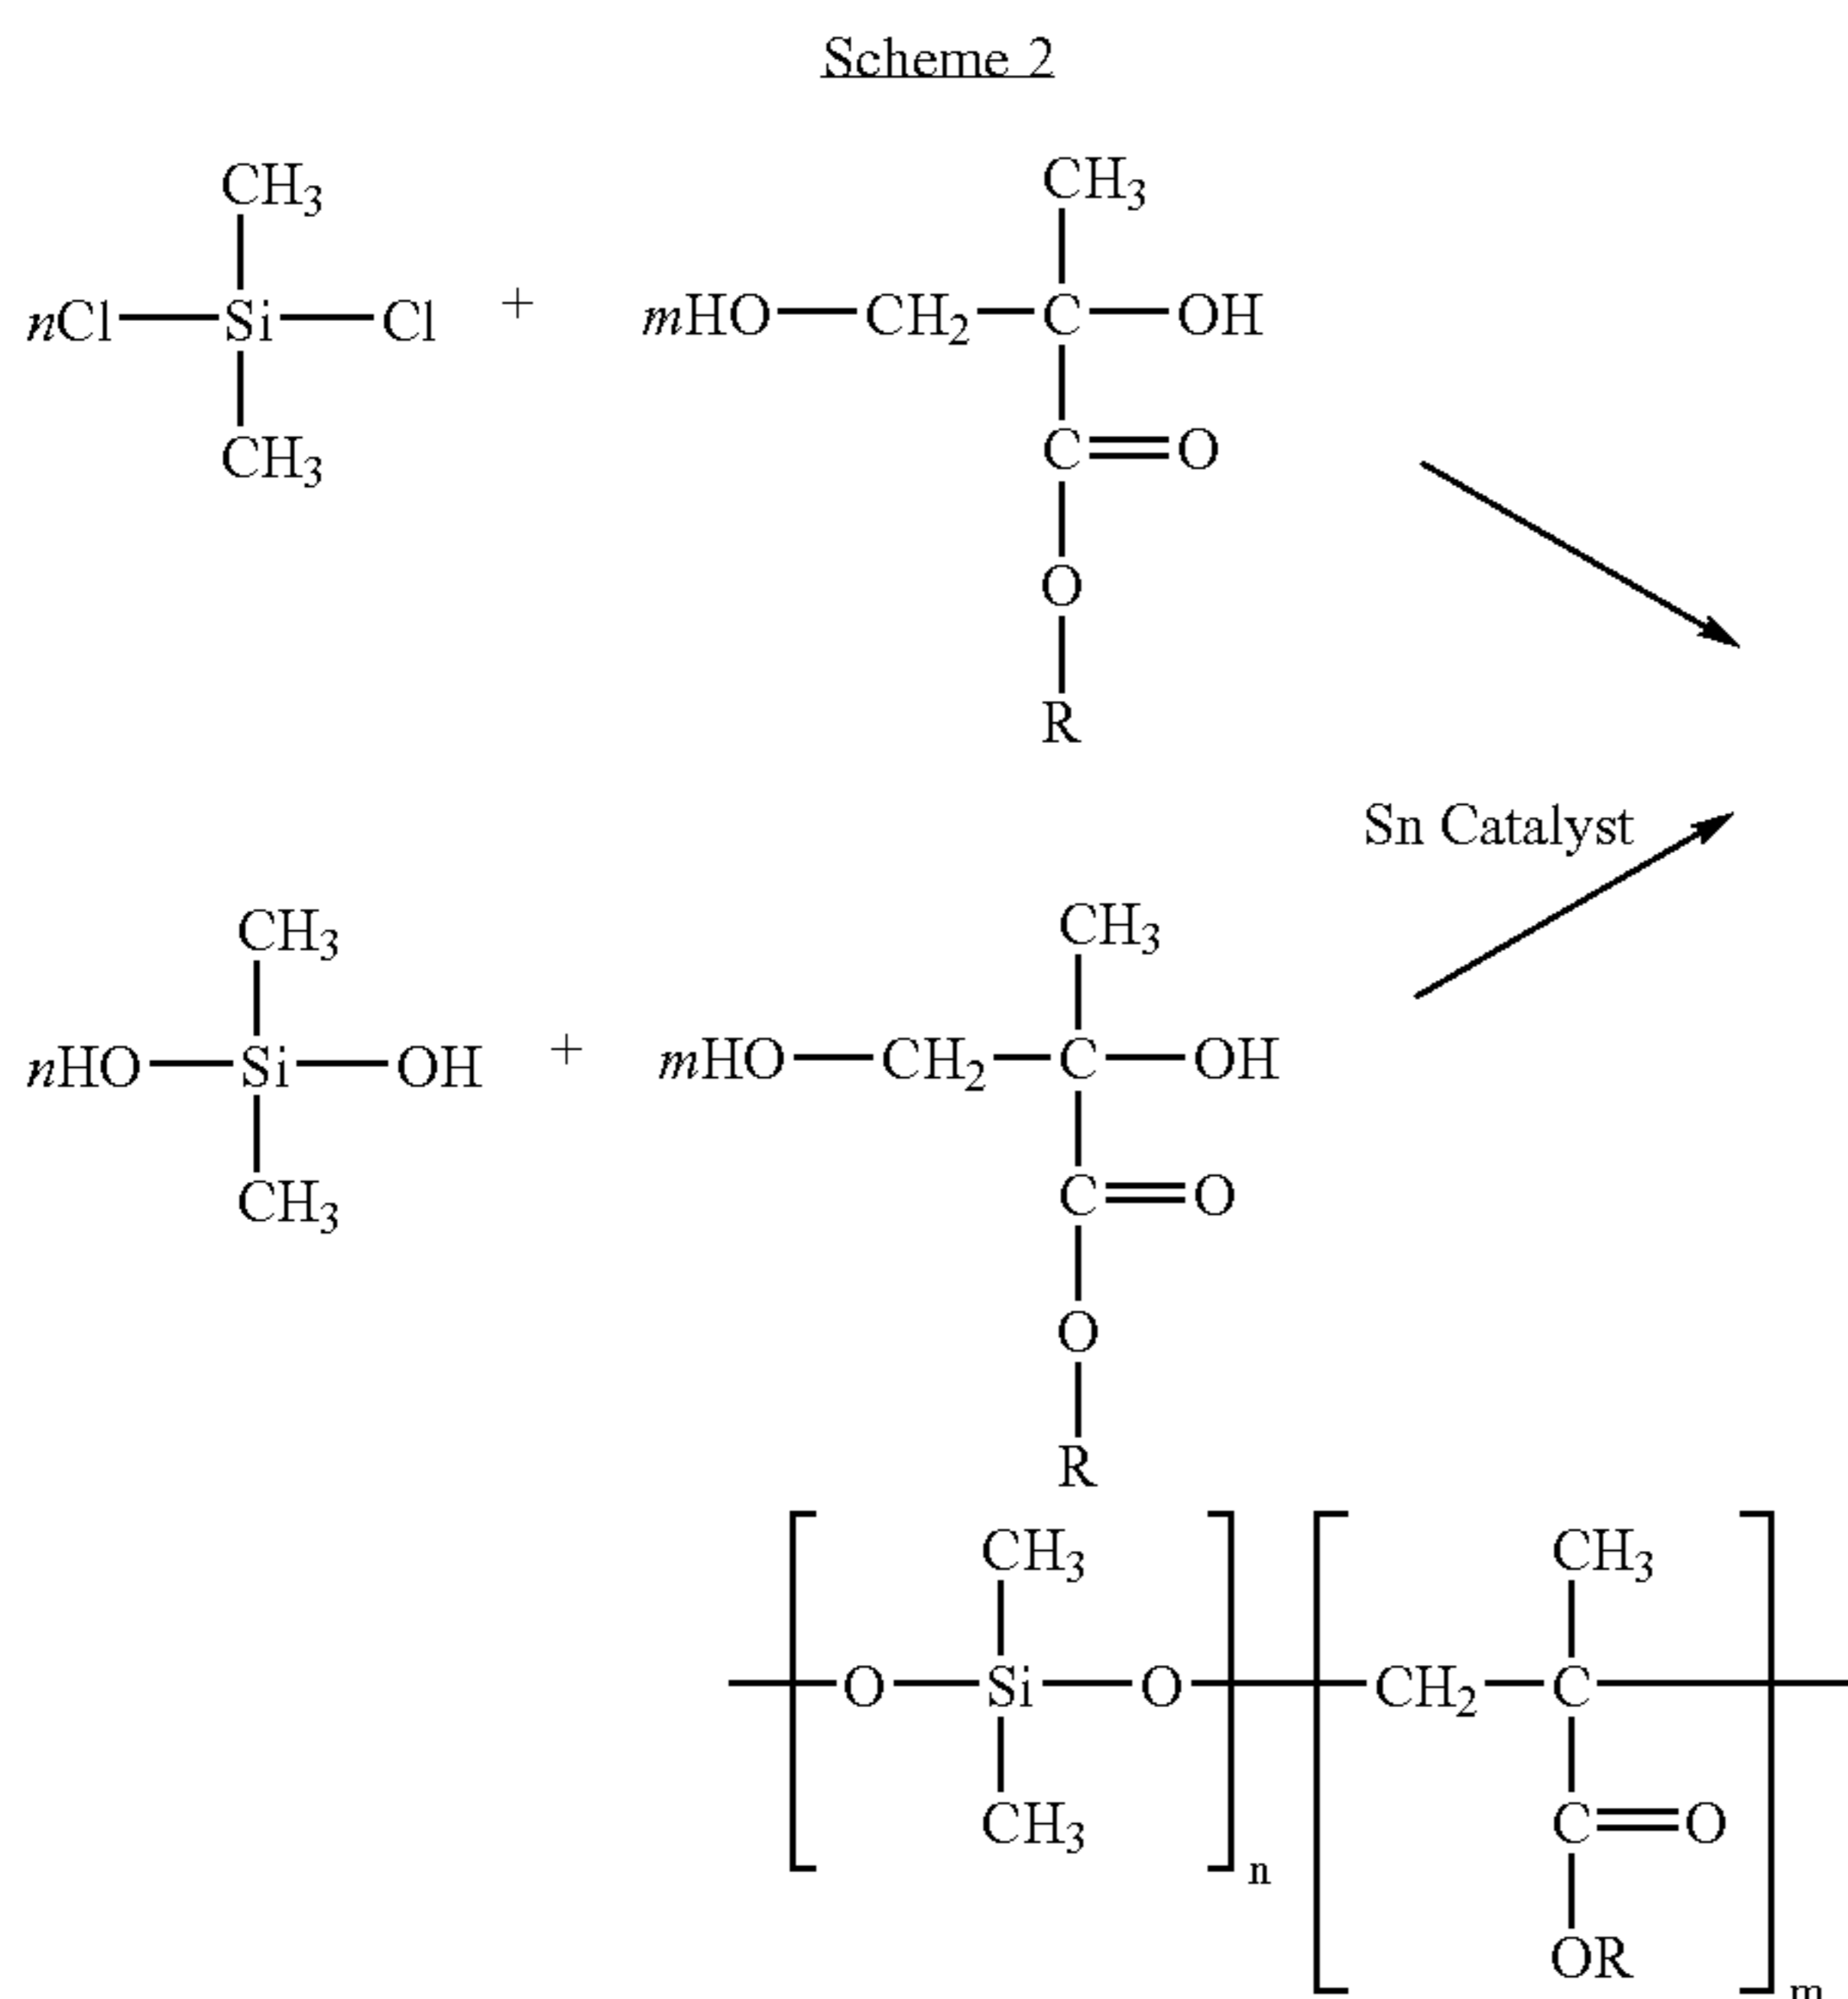 Scheme 2
CH3 CH3
nCl Si Cl + mHO CH2 C OH
CH3 C O
O
R
Sn Catalyst
CH3 CH3
nHO Si OH + mHO CH2 C OH
CH3 C O
O
R
CH3 CH3
O Si O CH2 C
CH3 C O
n
OR
m